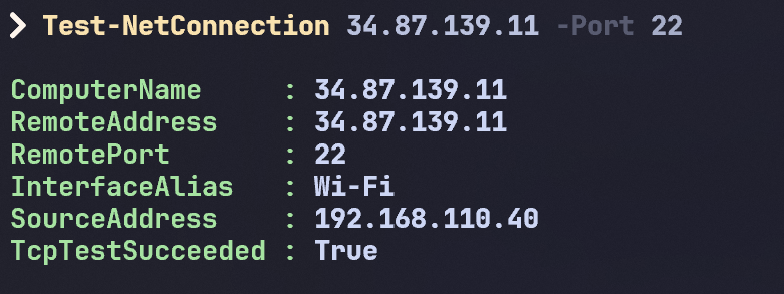 ❯ Test-NetConnection 34.87.139.11 -Port 22
ComputerName     : 34.87.139.11
RemoteAddress    : 34.87.139.11
RemotePort       : 22
InterfaceAlias   : Wi-Fi
SourceAddress    : 192.168.110.40
TcpTestSucceeded : True